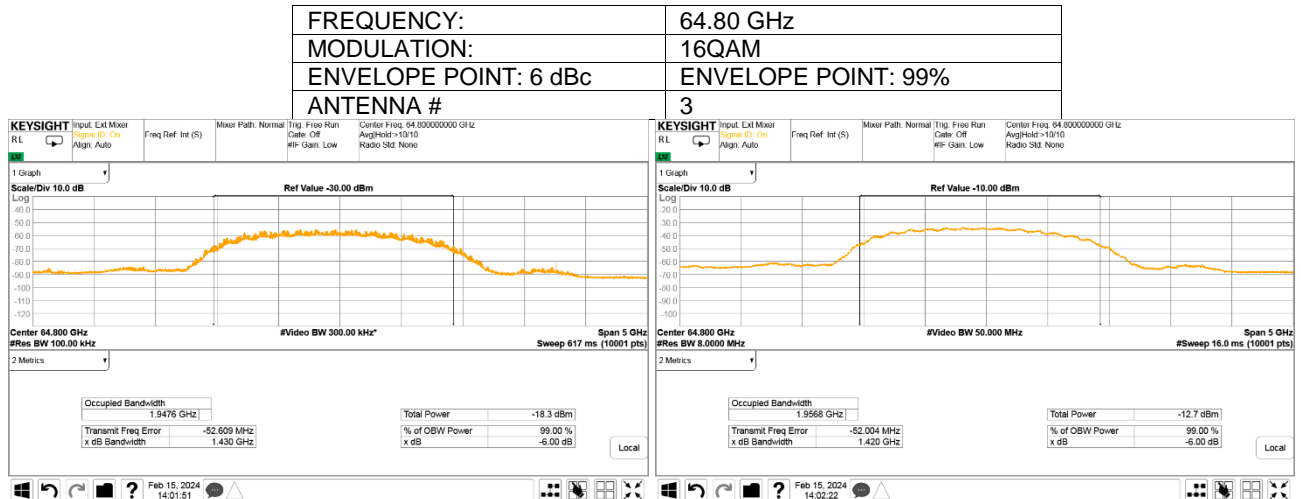 FREQUENCY: 64.80 GHz
MODULATION: 16QAM
ENVELOPE POINT: 6 dBc ENVELOPE POINT: 99%
ANTENNA # 3
KEYSIGHT Input: Ext Mixer Mixer Path: Normal Trig: Free Run Center Freq: 64.800000000 GHz
RL Signal ID: On Freq Ref: Int (S) Gate: Off Avg|Hold:>10/10
Align: Auto #IF Gain: Low Radio Std: None
1 Graph
Scale/Div 10.0 dB Ref Value -30.00 dBm
Log
-40.0
-50.0
-60.0
-70.0
-80.0
-90.0
-100
-110
-120
Center 64.800 GHz #Video BW 300.00 kHz* Span 5 GHz
#Res BW 100.00 kHz Sweep 617 ms (10001 pts)
2 Metrics
Occupied Bandwidth
1.9476 GHz Total Power -18.3 dBm
Transmit Freq Error -52.609 MHz % of OBW Power 99.00 %
x dB Bandwidth 1.430 GHz x dB -6.00 dB
Local
Feb 15, 2024
14:01:51
KEYSIGHT Input: Ext Mixer Mixer Path: Normal Trig: Free Run Center Freq: 64.800000000 GHz
RL Signal ID: On Freq Ref: Int (S) Gate: Off Avg|Hold:>10/10
Align: Auto #IF Gain: Low Radio Std: None
1 Graph
Scale/Div 10.0 dB Ref Value -10.00 dBm
Log
-20.0
-30.0
-40.0
-50.0
-60.0
-70.0
-80.0
-90.0
-100
Center 64.800 GHz #Video BW 50.000 MHz Span 5 GHz
#Res BW 8.0000 MHz #Sweep 16.0 ms (10001 pts)
2 Metrics
Occupied Bandwidth
1.9568 GHz Total Power -12.7 dBm
Transmit Freq Error -52.004 MHz % of OBW Power 99.00 %
x dB Bandwidth 1.420 GHz x dB -6.00 dB
Local
Feb 15, 2024
14:02:22